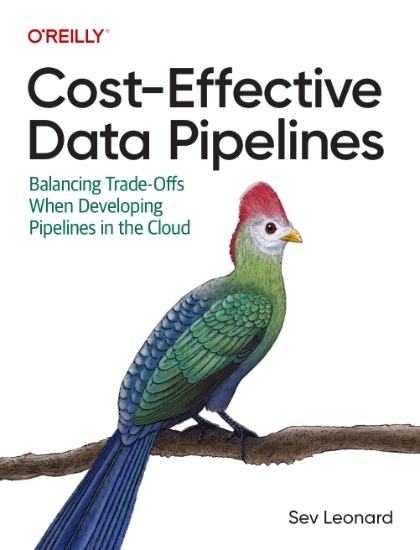 O'REILLY®
Cost-Effective
Data Pipelines
Balancing Trade-Offs
When Developing
Pipelines in the Cloud
Sev Leonard